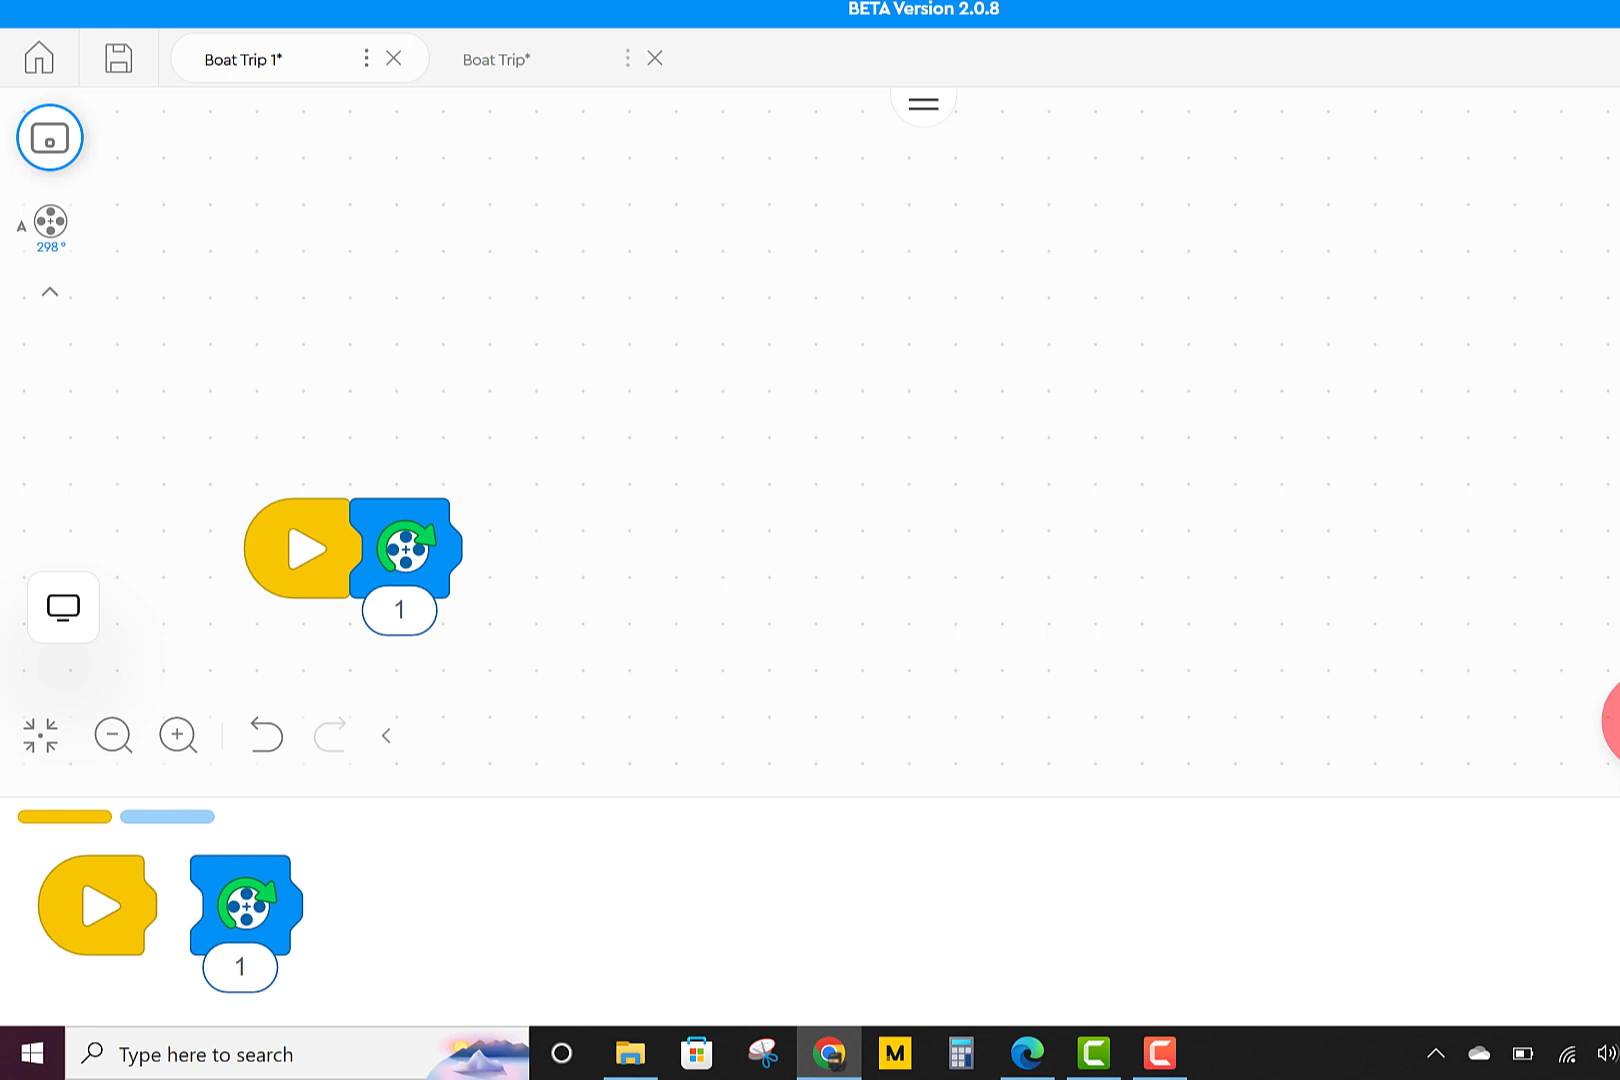 BETA Version 2.0.8
Boat Trip 1*
Boat Trip*
A
298°
1
1
M
Type here to search